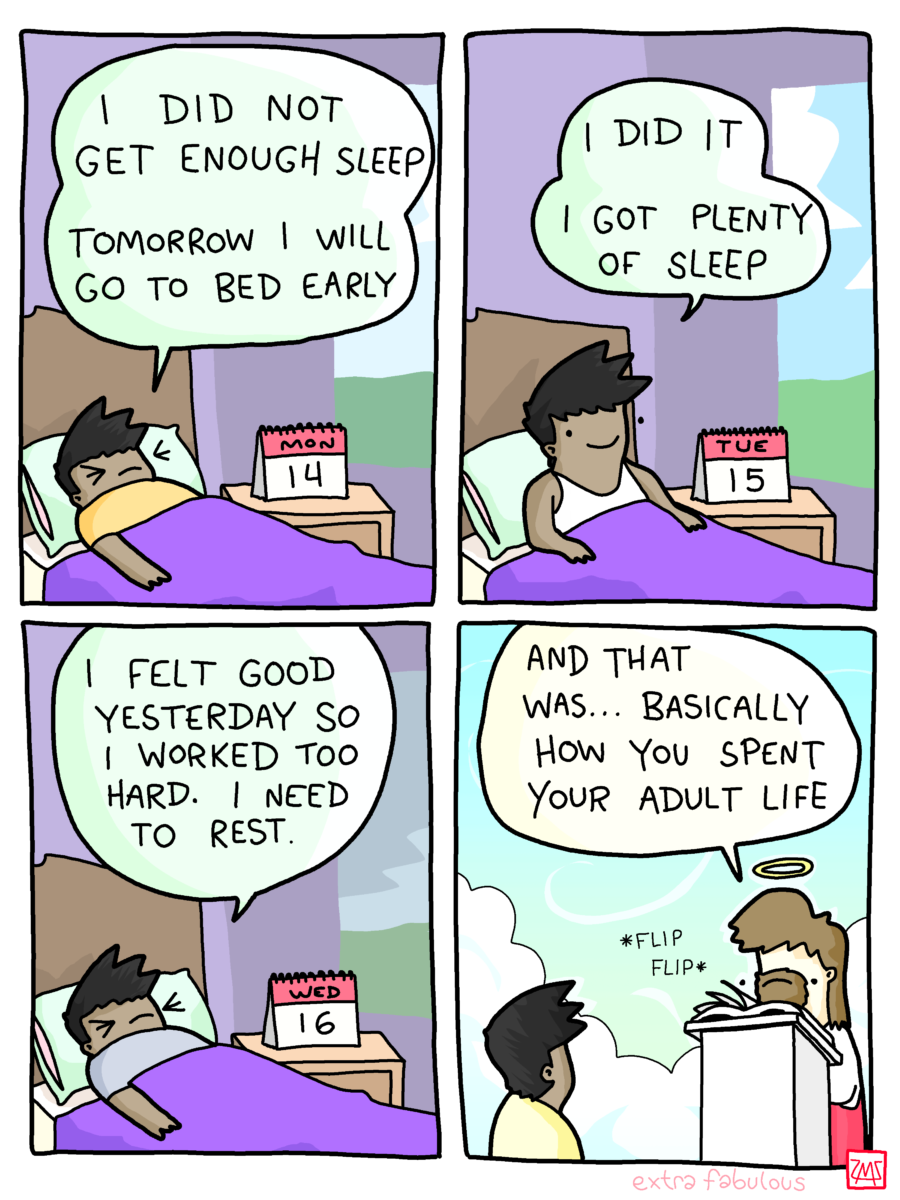 I DID NOT
GET ENOUGH SLEEP
TOMORROW I WILL
GO TO BED EARLY
MON
14
I DID IT
I GOT PLENTY
OF SLEEP
TUE
15
I FELT GOOD
YESTERDAY SO
I WORKED TOO
HARD. I NEED
TO REST.
WED
16
AND THAT
WAS... BASICALLY
HOW YOU SPENT
YOUR ADULT LIFE
*FLIP
FLIP*
extra fabulous
ZMS